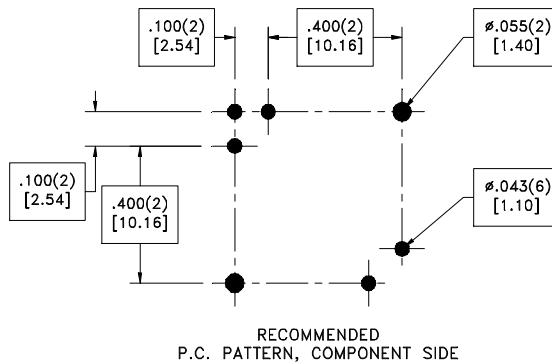 .100(2)
[2.54]
.400(2)
[10.16]
ø.055(2)
[1.40]
.100(2)
[2.54]
.400(2)
[10.16]
ø.043(6)
[1.10]
RECOMMENDED
P.C. PATTERN, COMPONENT SIDE